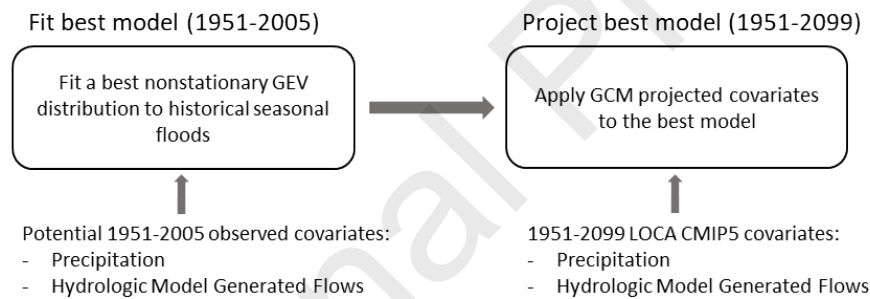 Fit best model (1951-2005)
Fit a best nonstationary GEV
distribution to historical seasonal
floods
Potential 1951-2005 observed covariates:
- Precipitation
- Hydrologic Model Generated Flows
Project best model (1951-2099)
Apply GCM projected covariates
to the best model
1951-2099 LOCA CMIP5 covariates:
- Precipitation
- Hydrologic Model Generated Flows